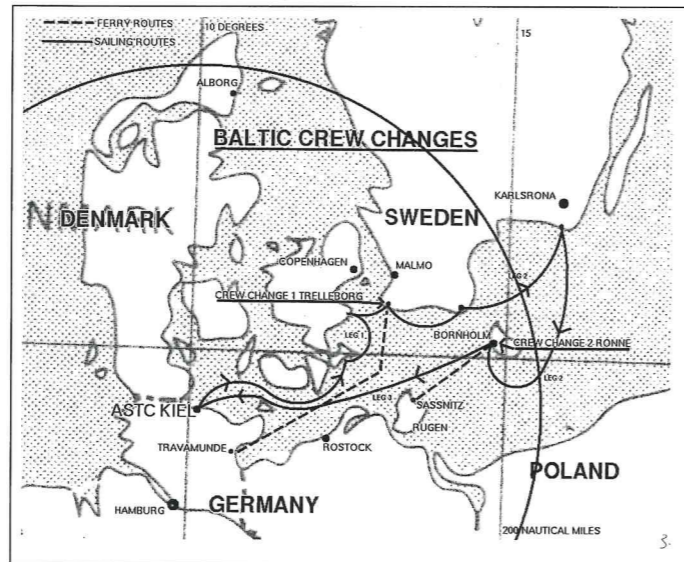 FERRY ROUTES
SAILING ROUTES
10 DEGREES
15
ALBORG
BALTIC CREW CHANGES
KARLSRONA
NMARK
DENMARK
SWEDEN
COPENHAGEN
MALMO
LEG 2
CREW CHANGE 1 TRELLEBORG
LEG 1
BORNHOLM
CREW CHANGE 2 RONNE
LEG 2
ASTC KIEL
LEG 3
SASSNITZ
RUGEN
TRAVAMUNDE
ROSTOCK
POLAND
HAMBURG
GERMANY
200 NAUTICAL MILES
3.